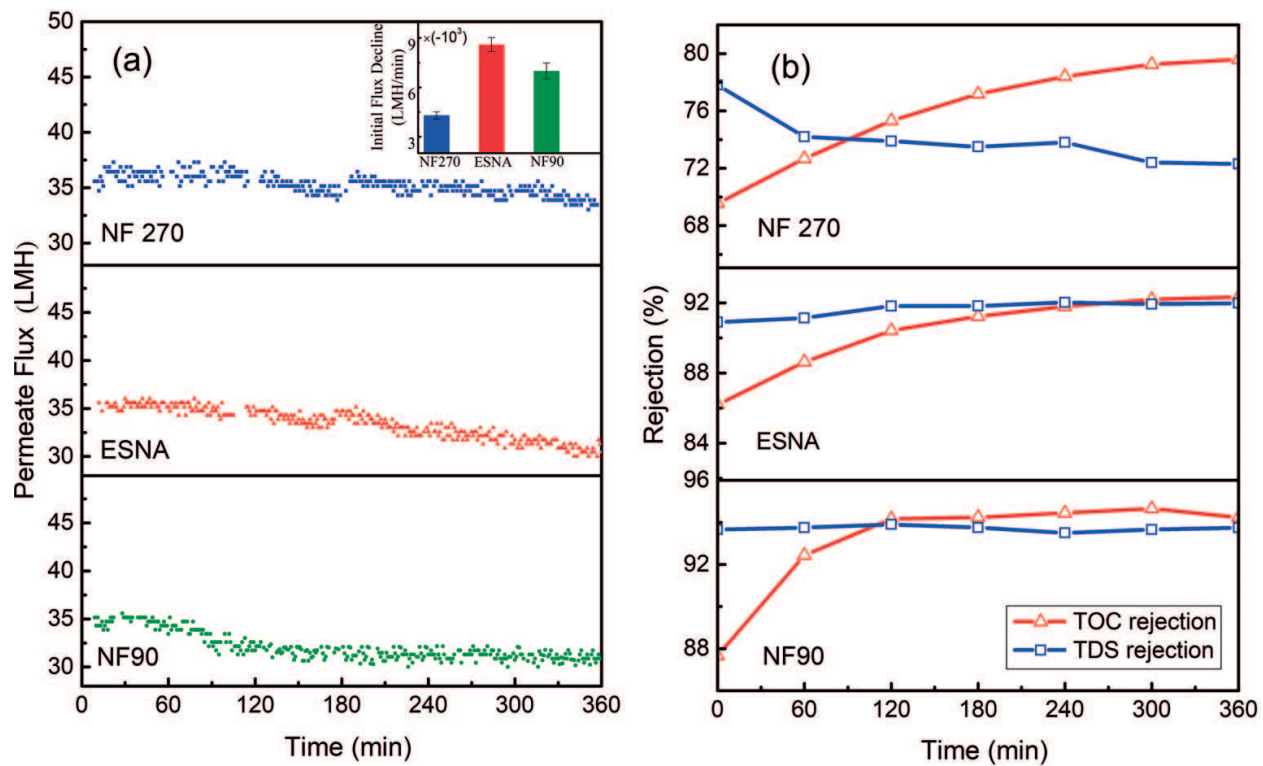 (a)
Permeate Flux (LMH)
50
45
40
35
30
NF 270
×(-10³)
Initial Flux Decline
(LMH/min)
9
6
3
NF270 ESNA NF90
45
40
35
30
ESNA
45
40
35
30
NF90
0 60 120 180 240 300 360
Time (min)
(b)
Rejection (%)
80
76
72
68
NF 270
92
88
84
ESNA
96
92
88
NF90
TOC rejection
TDS rejection
0 60 120 180 240 300 360
Time (min)